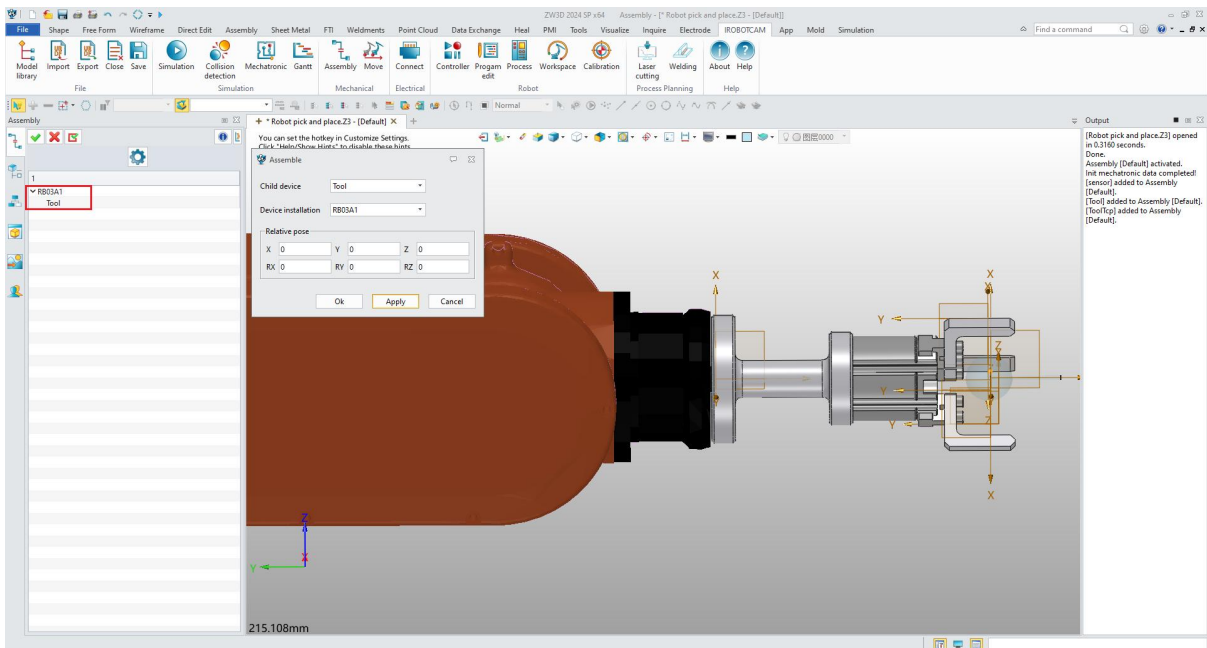 ZW3D 2024 SP x64 Assembly - [* Robot pick and place.Z3 - [Default]]
File Shape Free Form Wireframe Direct Edit Assembly Sheet Metal FTI Weldments Point Cloud Data Exchange Heal PMI Tools Visualize Inquire Electrode IROBOTCAM App Mold Simulation Find a command
Model library Import Export Close Save Simulation Collision detection Mechatronic Gantt Assembly Move Connect Controller Progam edit Process Workspace Calibration Laser cutting Welding About Help
File Simulation Mechanical Electrical Robot Process Planning Help
Normal
Assembly
* Robot pick and place.Z3 - [Default]
Output
You can set the hotkey in Customize Settings.
Click "Help/Show Hints" to disable these hints.
图层0000
[Robot pick and place.Z3] opened
in 0.3160 seconds.
Done.
Assembly [Default] activated.
Init mechatronic data completed!
[sensor] added to Assembly
[Default].
[Tool] added to Assembly [Default].
[ToolTcp] added to Assembly
[Default].
1
RB03A1
Tool
Assemble
Child device Tool
Device installation RB03A1
Relative pose
X 0 Y 0 Z 0
RX 0 RY 0 RZ 0
Ok Apply Cancel
X X
Y
Z
Y
Z
Y
X
Z
X
Y
215.108mm